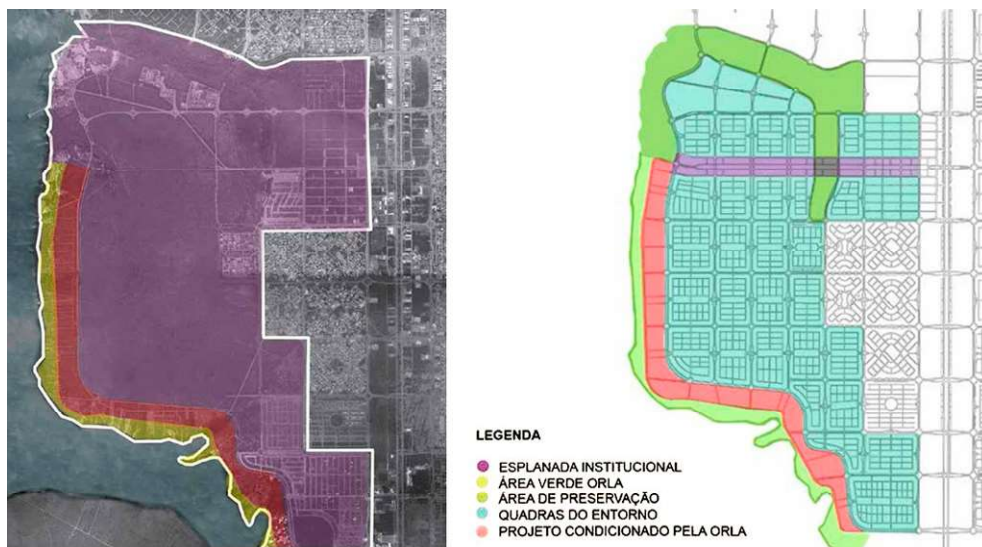 LEGENDA
ESPLANADA INSTITUCIONAL
ÁREA VERDE ORLA
ÁREA DE PRESERVAÇÃO
QUADRAS DO ENTORNO
PROJETO CONDICIONADO PELA ORLA